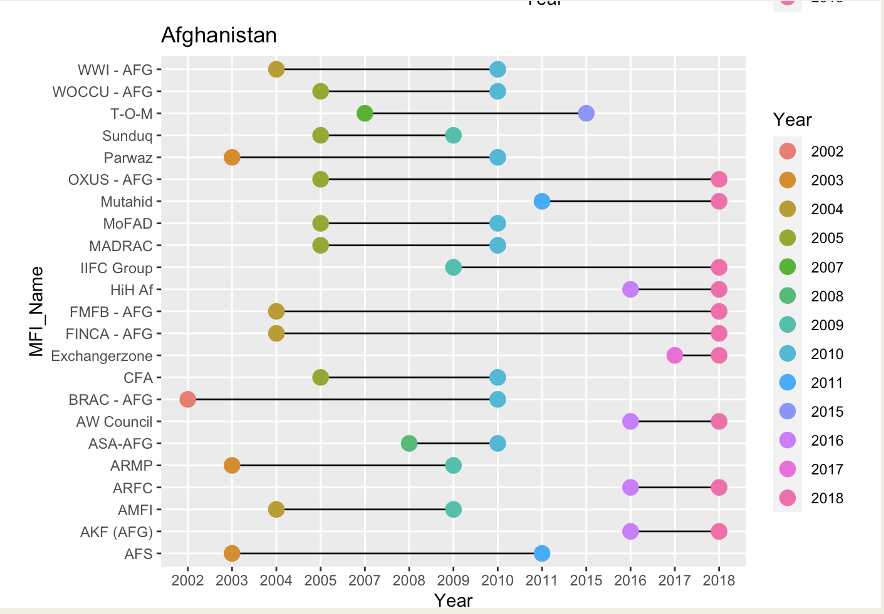 Year
Afghanistan
WWI - AFG
WOCCU - AFG
T-O-M
Sunduq
Parwaz
OXUS - AFG
Mutahid
MoFAD
MADRAC
IIFC Group
HiH Af
FMFB - AFG
FINCA - AFG
Exchangerzone
CFA
BRAC - AFG
AW Council
ASA-AFG
ARMP
ARFC
AMFI
AKF (AFG)
AFS
MFI_Name
2002 2003 2004 2005 2007 2008 2009 2010 2011 2015 2016 2017 2018
Year
Year
2002
2003
2004
2005
2007
2008
2009
2010
2011
2015
2016
2017
2018